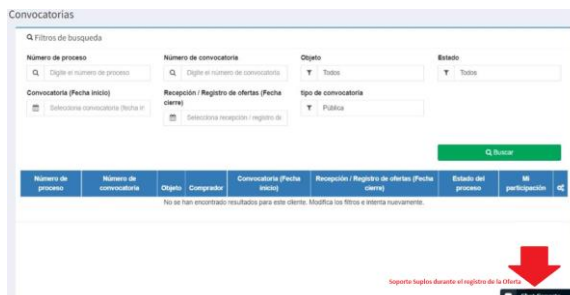 Convocatorias
Filtros de busqueda
Número de proceso
Número de convocatoria
Objeto
Estado
Digite el número de proceso
Digite el número de convocatoria
Todos
Todos
Convocatoria (Fecha inicio)
Recepción / Registro de ofertas (Fecha
cierre)
tipo de convocatoria
Selecciona convocatoria (fecha in
Selecciona recepción / registro de
Pública
Buscar
Número de
proceso
Número de
convocatoria
Objeto
Comprador
Convocatoria (Fecha
inicio)
Recepción / Registro de ofertas (Fecha
cierre)
Estado del
proceso
Mi
participación
No se han encontrado resultados para este cliente. Modifica los filtros e intenta nuevamente.
Soporte Suplos durante el registro de la Oferta